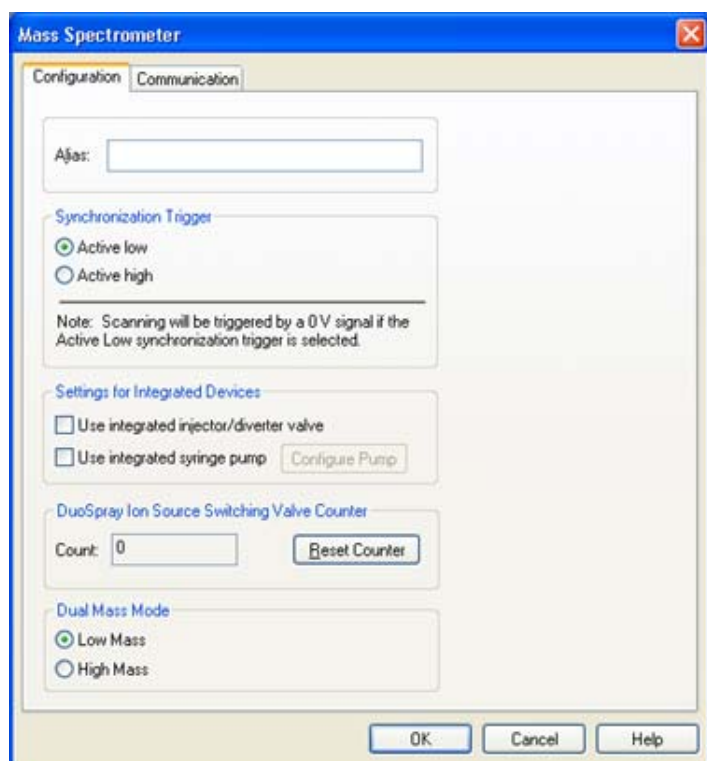 Mass Spectrometer
Configuration
Communication
Alias:
Synchronization Trigger
Active low
Active high
Note: Scanning will be triggered by a 0 V signal if the
Active Low synchronization trigger is selected.
Settings for Integrated Devices
Use integrated injector/diverter valve
Use integrated syringe pump
Configure Pump
DuoSpray Ion Source Switching Valve Counter
Count: 0
Reset Counter
Dual Mass Mode
Low Mass
High Mass
OK
Cancel
Help